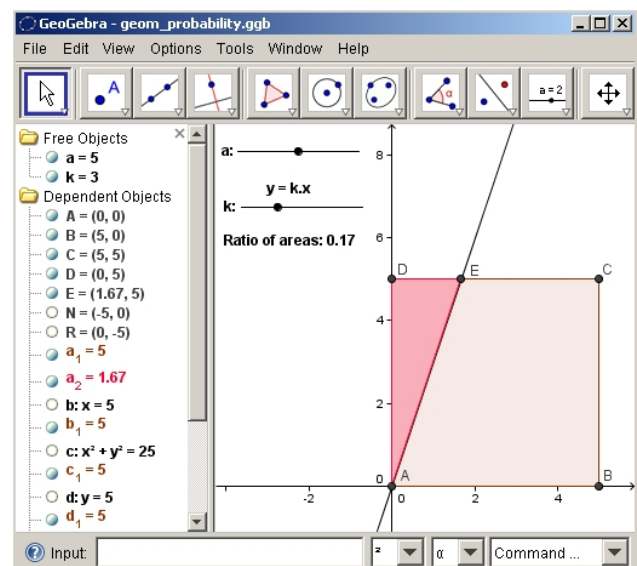 GeoGebra - geom_probability.ggb
File Edit View Options Tools Window Help
A
α
a = 2
Free Objects
a = 5
k = 3
Dependent Objects
A = (0, 0)
B = (5, 0)
C = (5, 5)
D = (0, 5)
E = (1.67, 5)
N = (-5, 0)
R = (0, -5)
a₁ = 5
a₂ = 1.67
b: x = 5
b₁ = 5
c: x² + y² = 25
c₁ = 5
d: y = 5
d₁ = 5
a:
y = k.x
k:
Ratio of areas: 0.17
8
6
D E C
4
2
0 A B
-2 0 2 4
Input: ² α Command ...